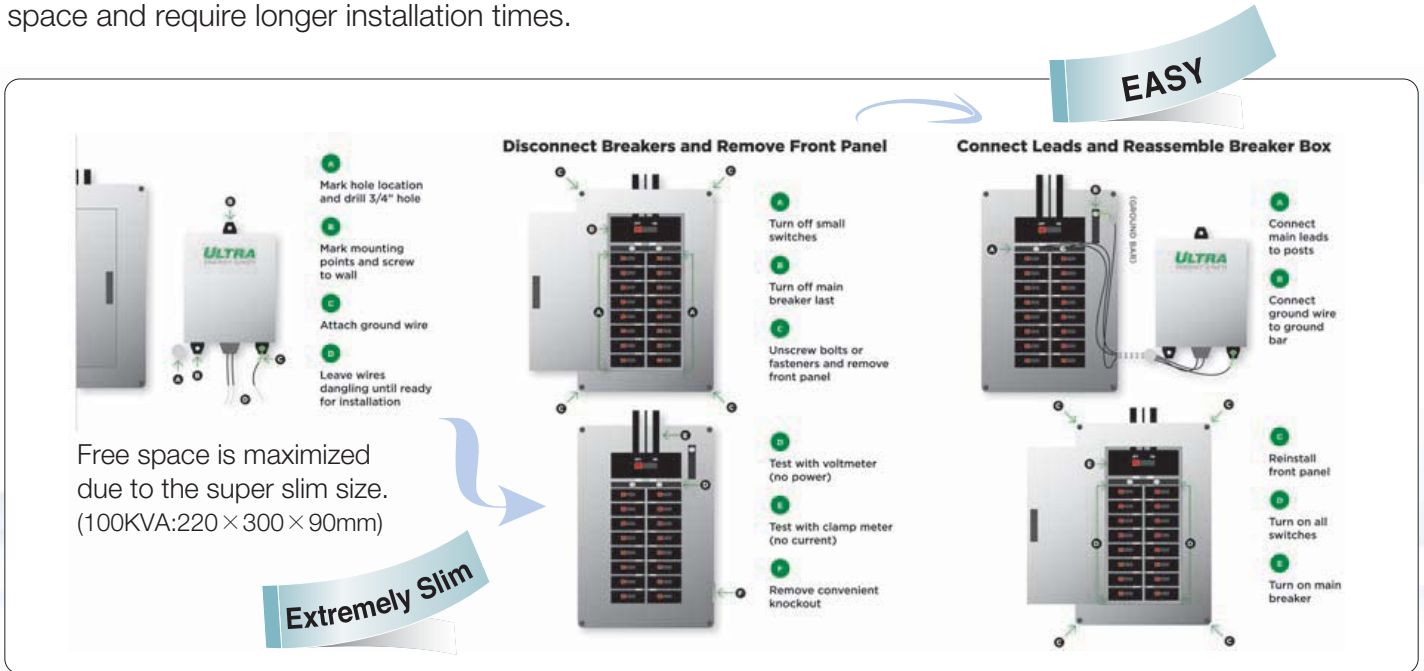 space and require longer installation times.
EASY
A
Mark hole location
and drill 3/4" hole
B
Mark mounting
points and screw
to wall
C
Attach ground wire
D
Leave wires
dangling until ready
for installation
B
ULTRA
A
B
C
D
Free space is maximized
due to the super slim size.
(100KVA:220×300×90mm)
Extremely Slim
Disconnect Breakers and Remove Front Panel
C
C
B
A
A
C
C
A
Turn off small
switches
B
Turn off main
breaker last
C
Unscrew bolts or
fasteners and remove
front panel
E
D
F
D
Test with voltmeter
(no power)
E
Test with clamp meter
(no current)
F
Remove convenient
knockout
Connect Leads and Reassemble Breaker Box
B
(GROUND BAR)
A
ULTRA
A
Connect
main leads
to posts
B
Connect
ground wire
to ground
bar
C
C
E
D
D
C
C
C
Reinstall
front panel
D
Turn on all
switches
E
Turn on main
breaker